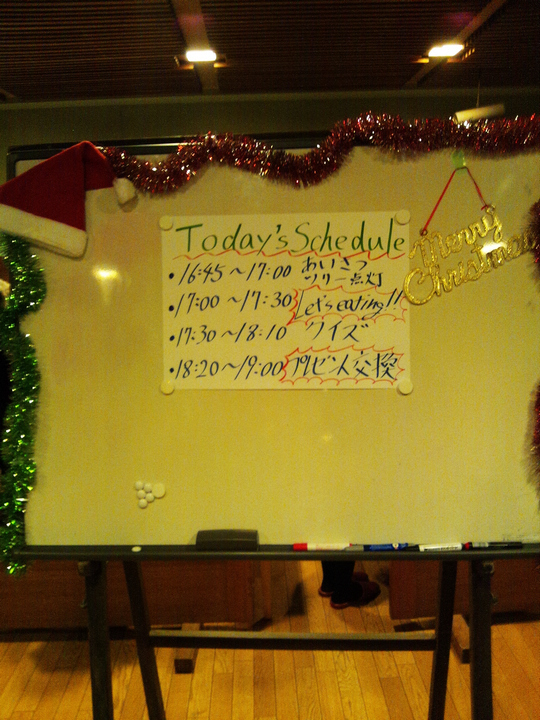 Today's Schedule
・16:45～17:00 あいさつ
ツリー点灯
・17:00～17:30 Let's eating!!
・17:30～18:10 クイズ
・18:20～19:00 プレゼント交換
Merry
Christmas